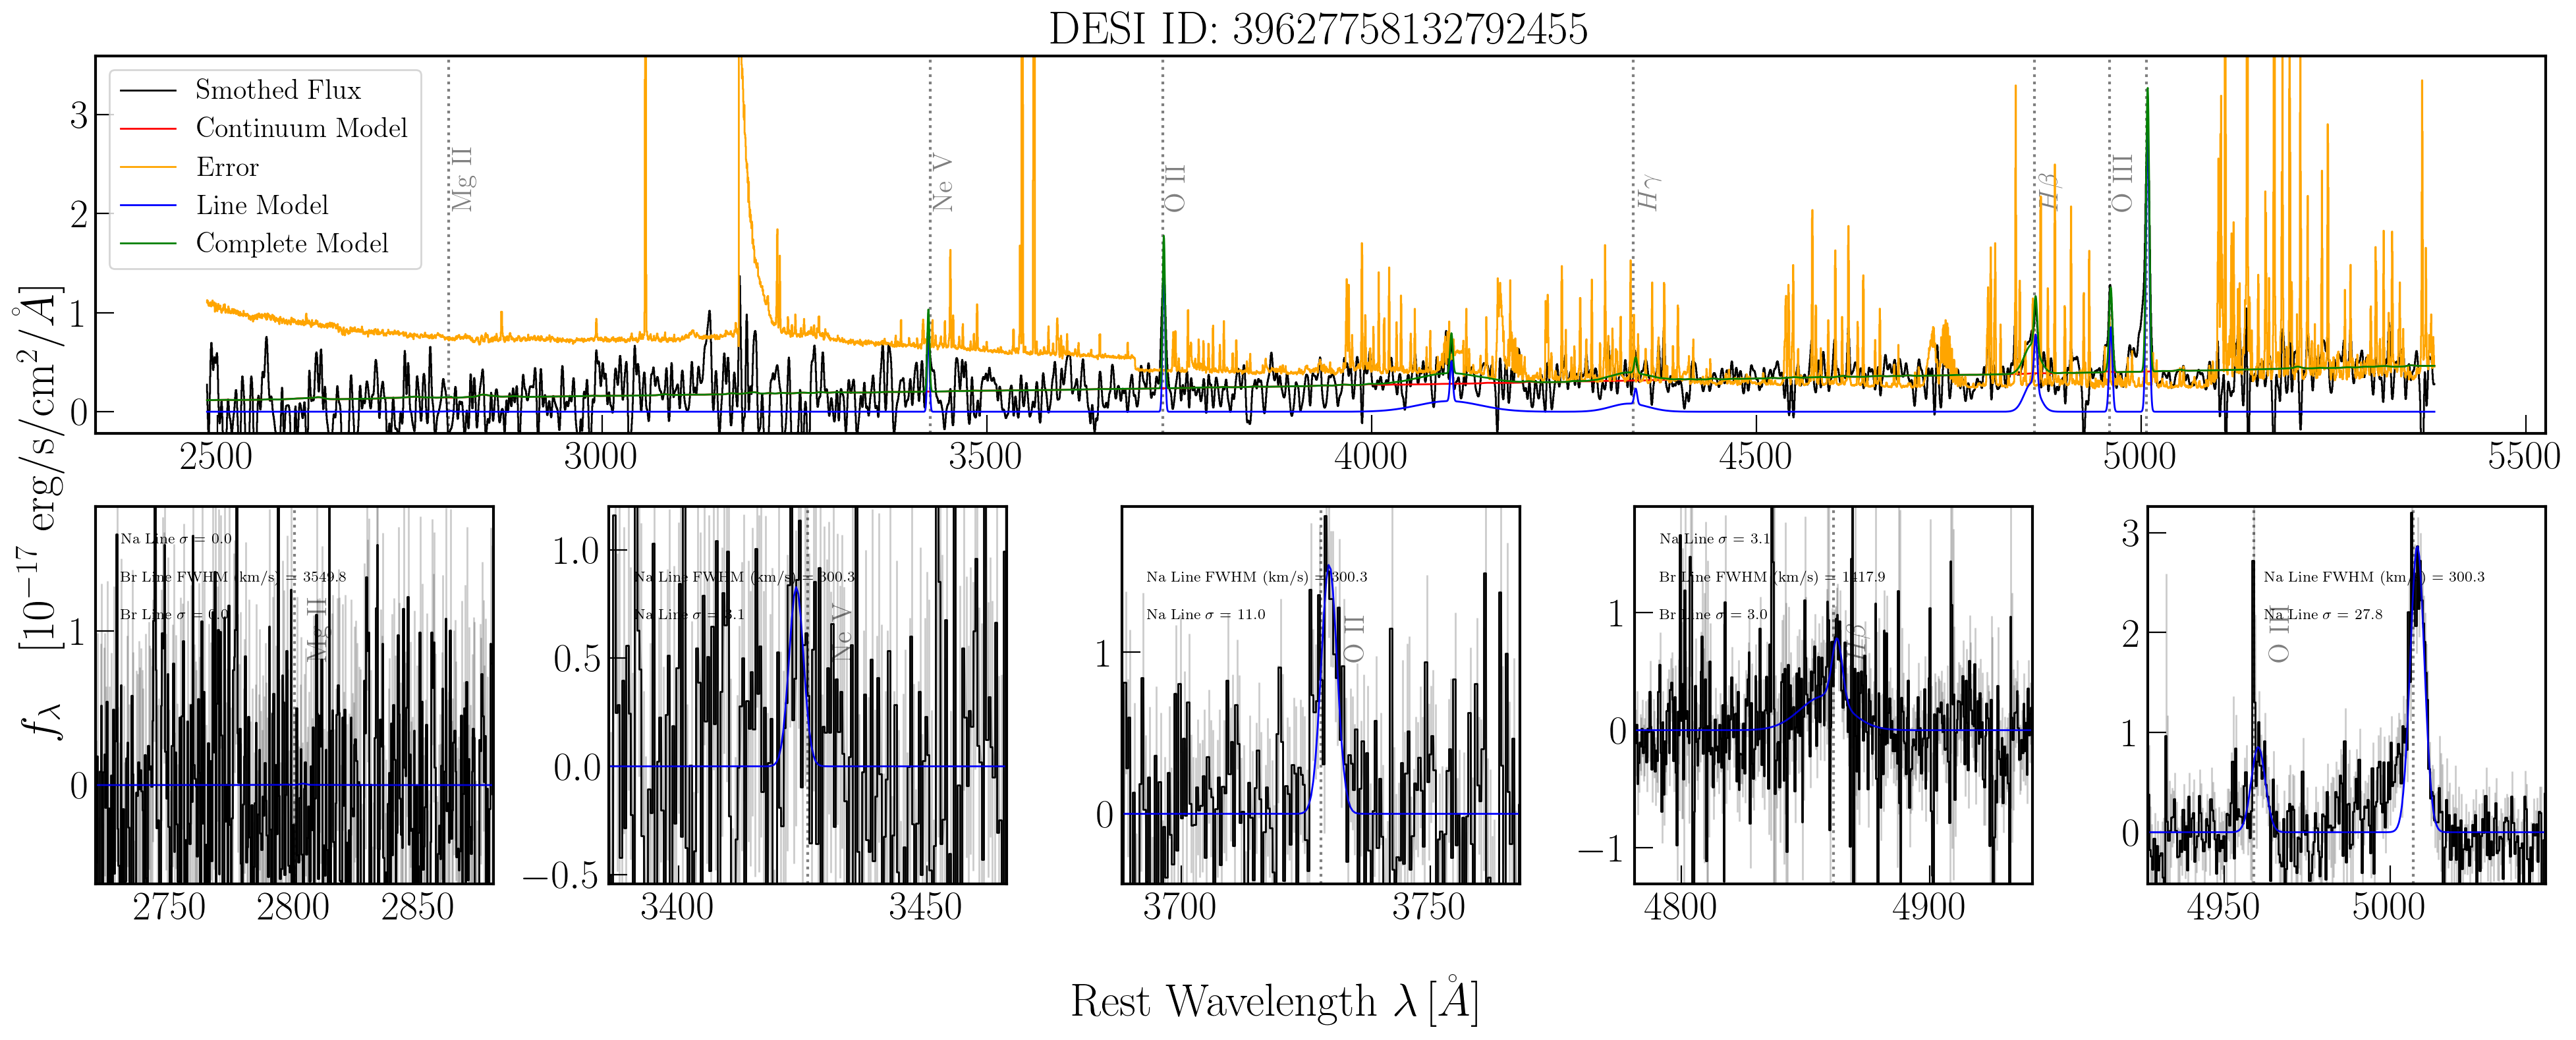 DESI ID: 39627758132792455
Smothed Flux
Continuum Model
Error
Line Model
Complete Model
Mg II
Ne V
O II
Hγ
Hβ
O III
3
2
1
0
2500 3000 3500 4000 4500 5000 5500
f_λ [10^{-17} erg/s/cm^2/Å]
Na Line σ = 0.0
Br Line FWHM (km/s) = 3549.8
Br Line σ = 0.0
Mg II
1
0
2750 2800 2850
Na Line FWHM (km/s) = 300.3
Na Line σ = 3.1
Ne V
1.0
0.5
0.0
−0.5
3400 3450
Na Line FWHM (km/s) = 300.3
Na Line σ = 11.0
O II
1
0
3700 3750
Na Line σ = 3.1
Br Line FWHM (km/s) = 1417.9
Br Line σ = 3.0
Hβ
1
0
−1
4800 4900
Na Line FWHM (km/s) = 300.3
Na Line σ = 27.8
O III
3
2
1
0
4950 5000
Rest Wavelength λ [Å]